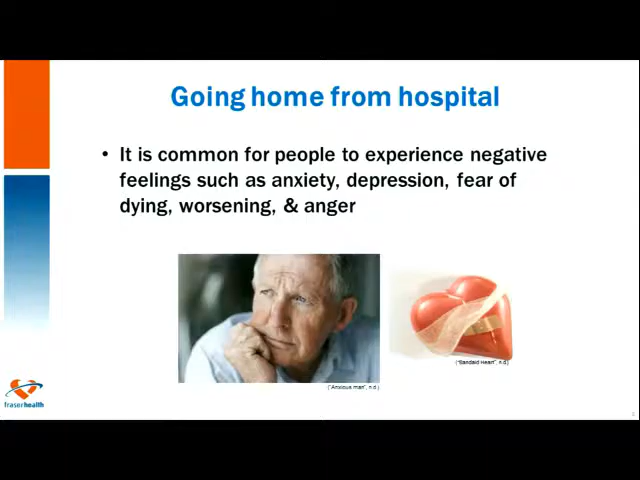 Going home from hospital
• It is common for people to experience negative
feelings such as anxiety, depression, fear of
dying, worsening, & anger
("Bandaid Heart", n.d)
("Anxious man", n.d)
fraserhealth